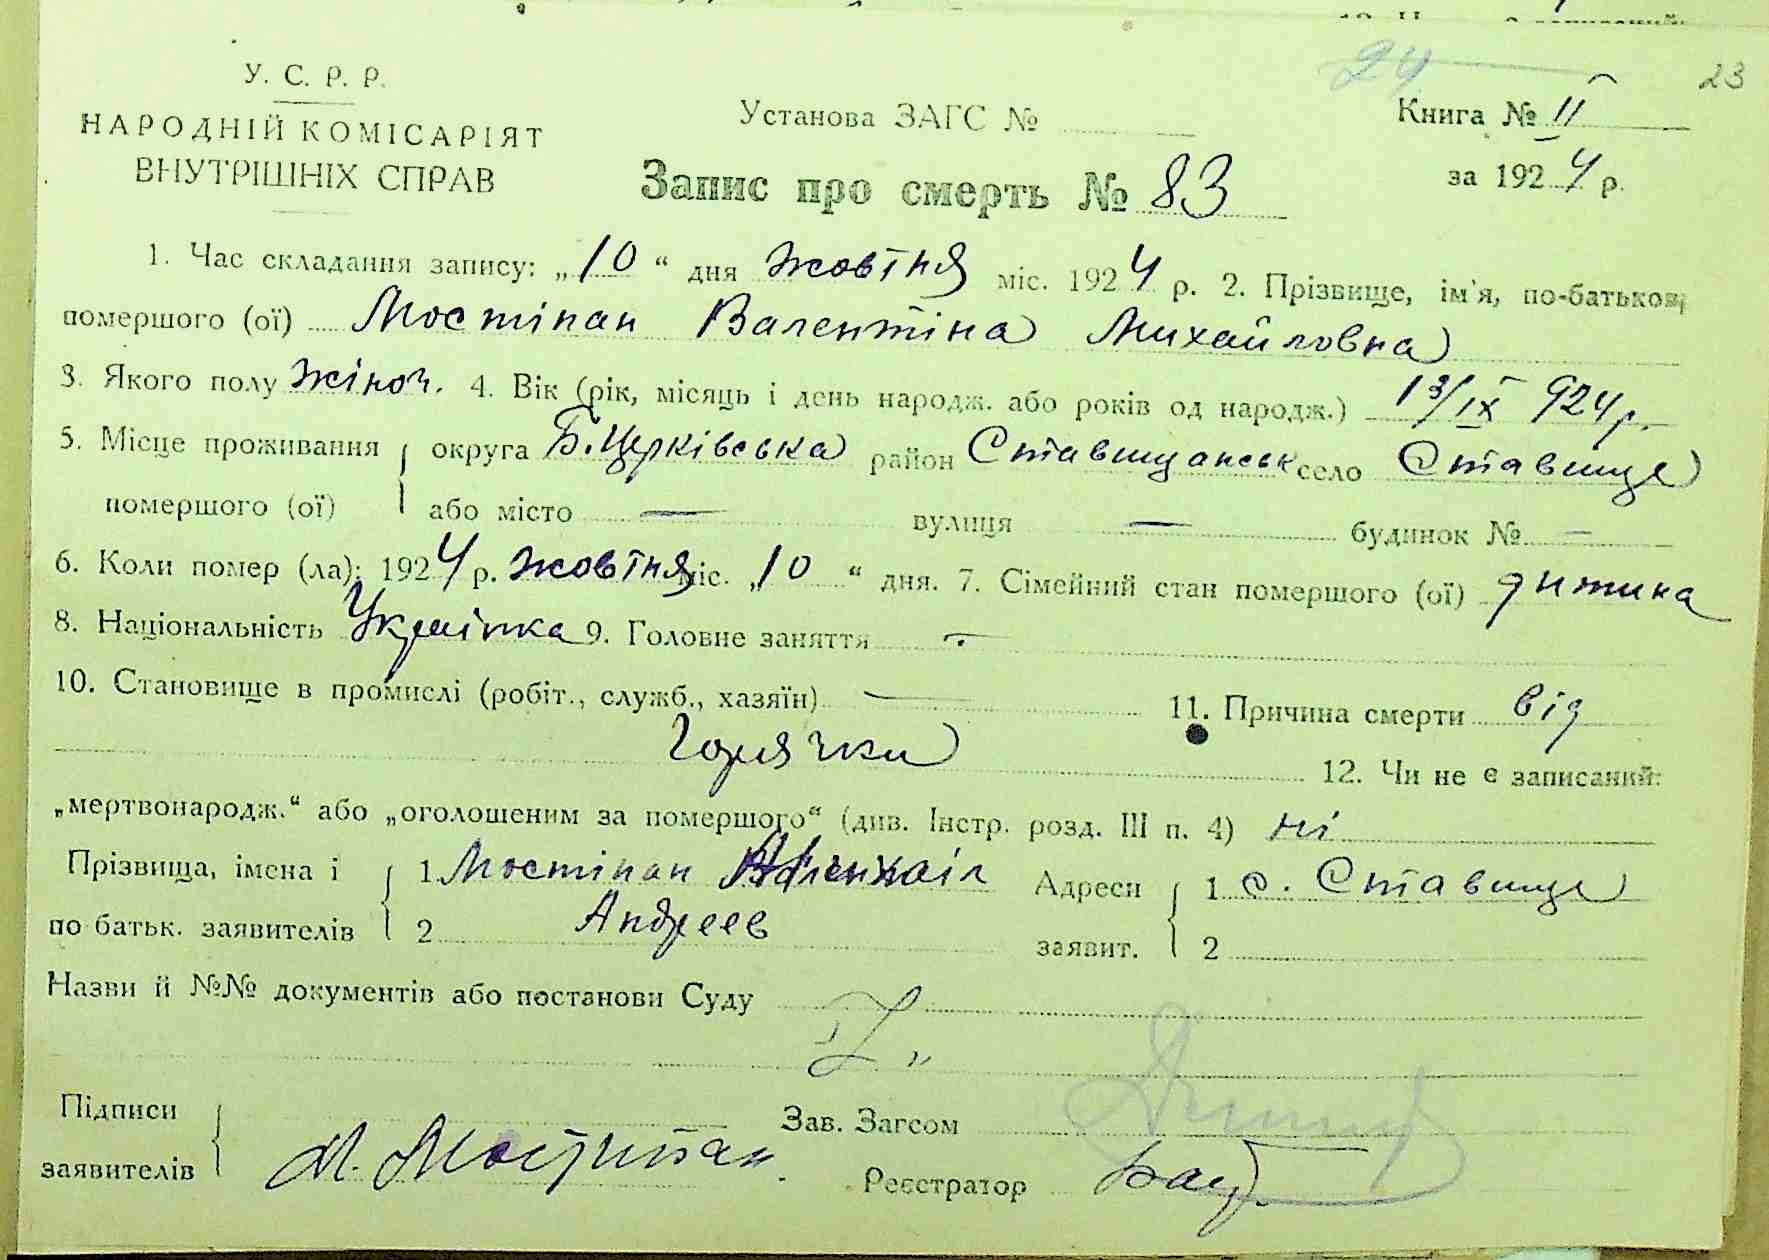 24 23
У. С. Р. Р.
НАРОДНІЙ КОМІСАРІЯТ
ВНУТРІШНІХ СПРАВ
Установа ЗАГС №
Книга № II
за 1924 р.
Запис про смерть № 83
1. Час складання запису: „10“ дня жовтня міс. 1924 р. 2. Прізвище, ім'я, по-батькові
помершого (ої) Мостіпан Валентіна Михайловна
3. Якого полу жіноч. 4. Вік (рік, місяць і день народж. або років од народж.) 13/IX 924 р.
5. Місце проживання округа Б. Церківська район Ставищанськ село Ставище
помершого (ої) або місто — вулиця — будинок № —
6. Коли помер (ла): 1924 р. жовтня міс. „10“ дня. 7. Сімейний стан помершого (ої) дитина
8. Національність Українка 9. Головне заняття —
10. Становище в промислі (робіт., служб., хазяїн) — 11. Причина смерти від
горячки 12. Чи не є записаний:
„мертвонародж.“ або „оголошеним за помершого“ (див. Інстр. розд. III п. 4) ні
Прізвища, імена і 1 Мостіпан Михаіл Адреси 1 с. Ставище
по батьк. заявителів 2 Андреев заявит. 2
Назви й №№ документів або постанови Суду
Підписи Зав. Загсом
заявителів М. Мостипан Реєстратор